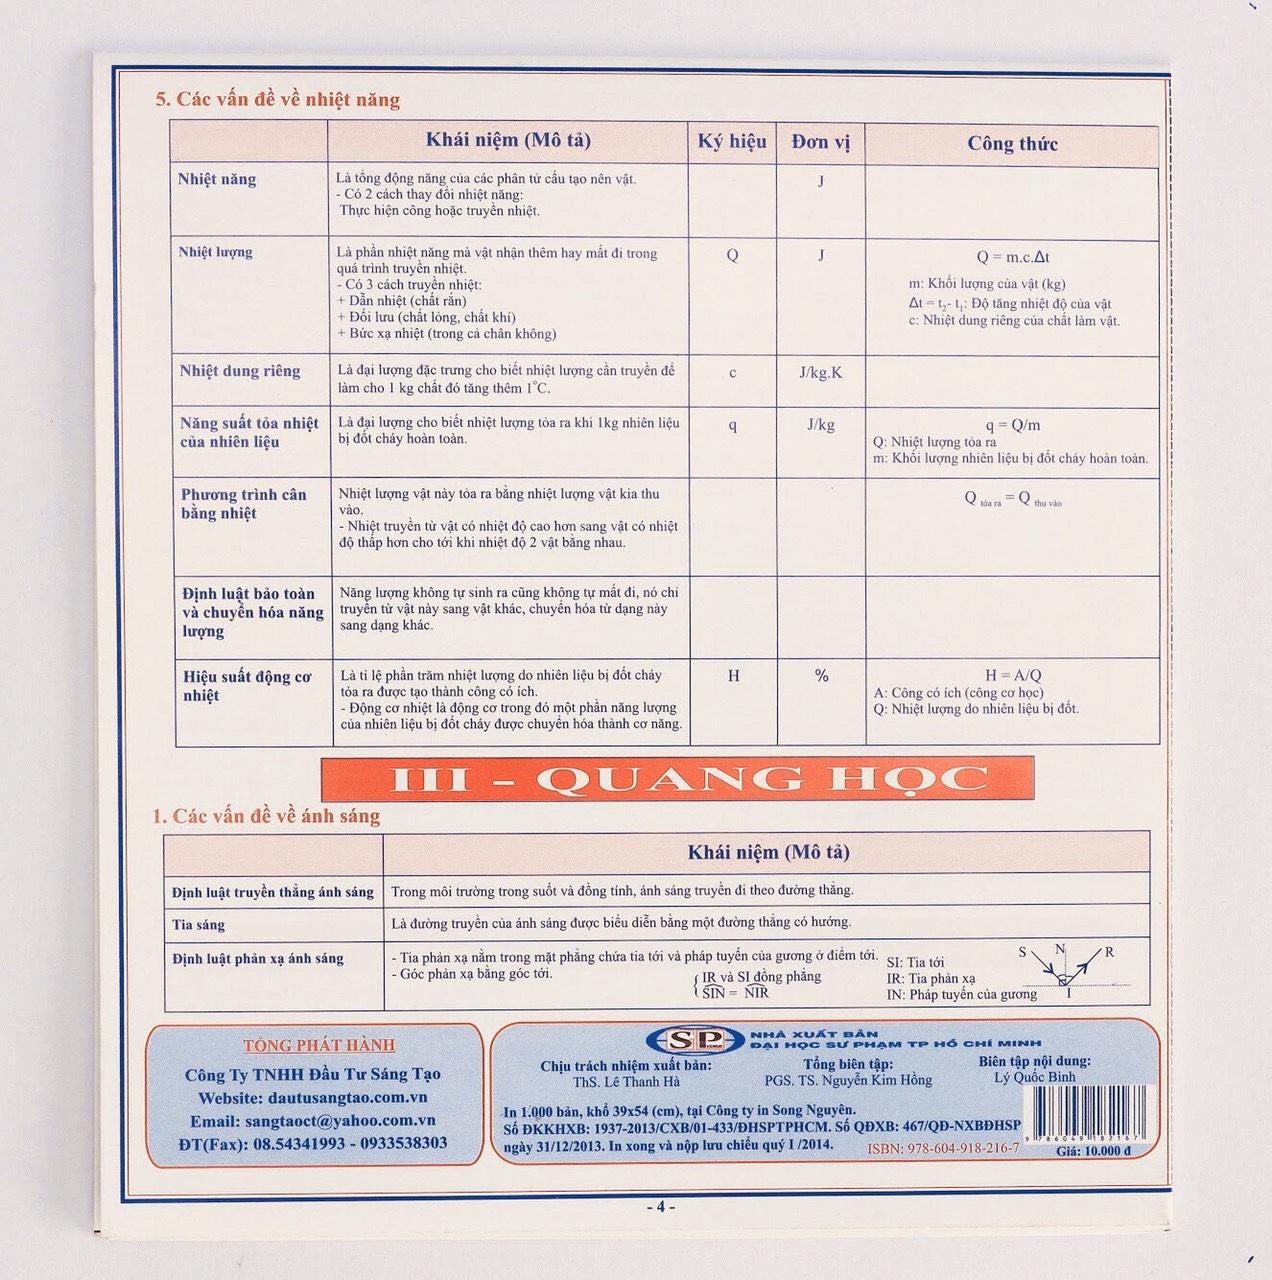 5. Các vấn đề về nhiệt năng
Khái niệm (Mô tả)
Ký hiệu
Đơn vị
Công thức
Nhiệt năng
Là tổng động năng của các phân tử cấu tạo nên vật.
- Có 2 cách thay đổi nhiệt năng:
Thực hiện công hoặc truyền nhiệt.
J
Nhiệt lượng
Là phần nhiệt năng mà vật nhận thêm hay mất đi trong
quá trình truyền nhiệt.
- Có 3 cách truyền nhiệt:
+ Dẫn nhiệt (chất rắn)
+ Đối lưu (chất lỏng, chất khí)
+ Bức xạ nhiệt (trong cả chân không)
Q
J
Q = m.c.Δt
m: Khối lượng của vật (kg)
Δt = t₂- t₁: Độ tăng nhiệt độ của vật
c: Nhiệt dung riêng của chất làm vật.
Nhiệt dung riêng
Là đại lượng đặc trưng cho biết nhiệt lượng cần truyền để
làm cho 1 kg chất đó tăng thêm 1°C.
c
J/kg.K
Năng suất tỏa nhiệt
của nhiên liệu
Là đại lượng cho biết nhiệt lượng tỏa ra khi 1kg nhiên liệu
bị đốt cháy hoàn toàn.
q
J/kg
q = Q/m
Q: Nhiệt lượng tỏa ra
m: Khối lượng nhiên liệu bị đốt cháy hoàn toàn.
Phương trình cân
bằng nhiệt
Nhiệt lượng vật này tỏa ra bằng nhiệt lượng vật kia thu
vào.
- Nhiệt truyền từ vật có nhiệt độ cao hơn sang vật có nhiệt
độ thấp hơn cho tới khi nhiệt độ 2 vật bằng nhau.
Q tỏa ra = Q thu vào
Định luật bảo toàn
và chuyển hóa năng
lượng
Năng lượng không tự sinh ra cũng không tự mất đi, nó chỉ
truyền từ vật này sang vật khác, chuyển hóa từ dạng này
sang dạng khác.
Hiệu suất động cơ
nhiệt
Là tỉ lệ phần trăm nhiệt lượng do nhiên liệu bị đốt cháy
tỏa ra được tạo thành công có ích.
- Động cơ nhiệt là động cơ trong đó một phần năng lượng
của nhiên liệu bị đốt cháy được chuyển hóa thành cơ năng.
H
%
H = A/Q
A: Công có ích (công cơ học)
Q: Nhiệt lượng do nhiên liệu bị đốt.
III - QUANG HỌC
1. Các vấn đề về ánh sáng
Khái niệm (Mô tả)
Định luật truyền thẳng ánh sáng
Trong môi trường trong suốt và đồng tính, ánh sáng truyền đi theo đường thẳng.
Tia sáng
Là đường truyền của ánh sáng được biểu diễn bằng một đường thẳng có hướng.
Định luật phản xạ ánh sáng
- Tia phản xạ nằm trong mặt phẳng chứa tia tới và pháp tuyến của gương ở điểm tới.
- Góc phản xạ bằng góc tới.
IR và SI đồng phẳng
SIN = NIR
SI: Tia tới
IR: Tia phản xạ
IN: Pháp tuyến của gương
S N R
I
TỔNG PHÁT HÀNH
Công Ty TNHH Đầu Tư Sáng Tạo
Website: dautusangtao.com.vn
Email: sangtaoct@yahoo.com.vn
ĐT(Fax): 08.54341993 - 0933538303
SP
NHÀ XUẤT BẢN
ĐẠI HỌC SƯ PHẠM TP HỒ CHÍ MINH
Chịu trách nhiệm xuất bản:
ThS. Lê Thanh Hà
Tổng biên tập:
PGS. TS. Nguyễn Kim Hồng
Biên tập nội dung:
Lý Quốc Bình
In 1.000 bản, khổ 39x54 (cm), tại Công ty in Song Nguyên.
Số ĐKKHXB: 1937-2013/CXB/01-433/ĐHSPTPHCM. Số QĐXB: 467/QĐ-NXBĐHSP
ngày 31/12/2013. In xong và nộp lưu chiểu quý I /2014.
ISBN: 978-604-918-216-7
9 786049 182167
Giá: 10.000 đ
- 4 -